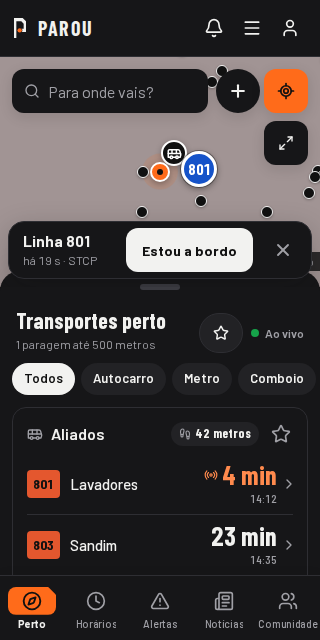 PAROU
Para onde vais?
801
Linha 801
há 19 s · STCP
Estou a bordo
Transportes perto
1 paragem até 500 metros
Ao vivo
Todos
Autocarro
Metro
Comboio
Aliados
42 metros
801
Lavadores
4 min
14:12
803
Sandim
23 min
14:35
Perto
Horários
Alertas
Notícias
Comunidade